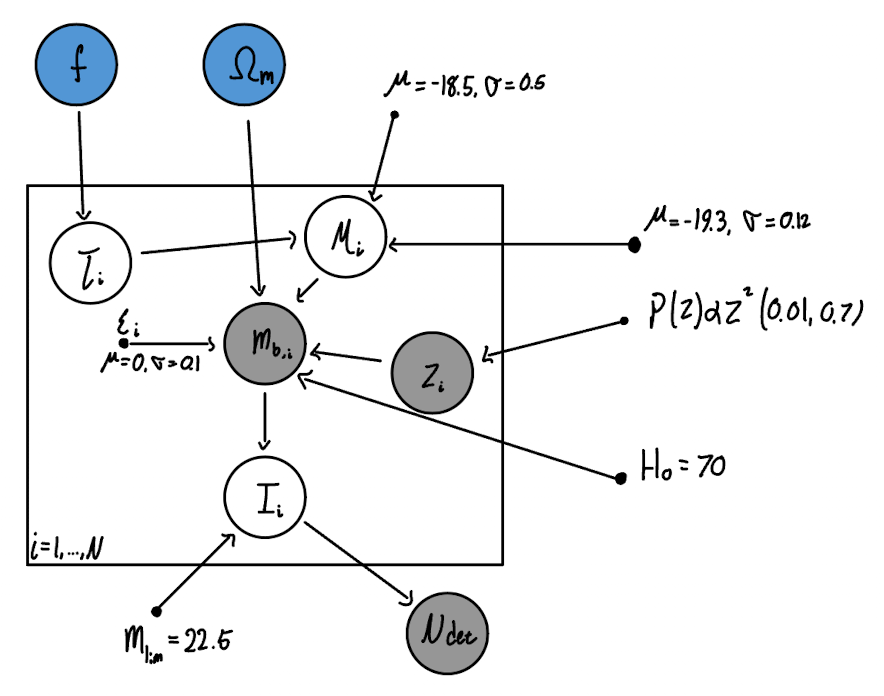 f
Ωm
μ=-18.5, σ=0.5
Mi
μ=-19.3, σ=0.12
Ti
P(z)αz²(0.01, 0.7)
εi
μ=0, σ=0.1
mb,i
zi
H₀=70
Ii
i=1,...,N
mlim=22.5
Ndet